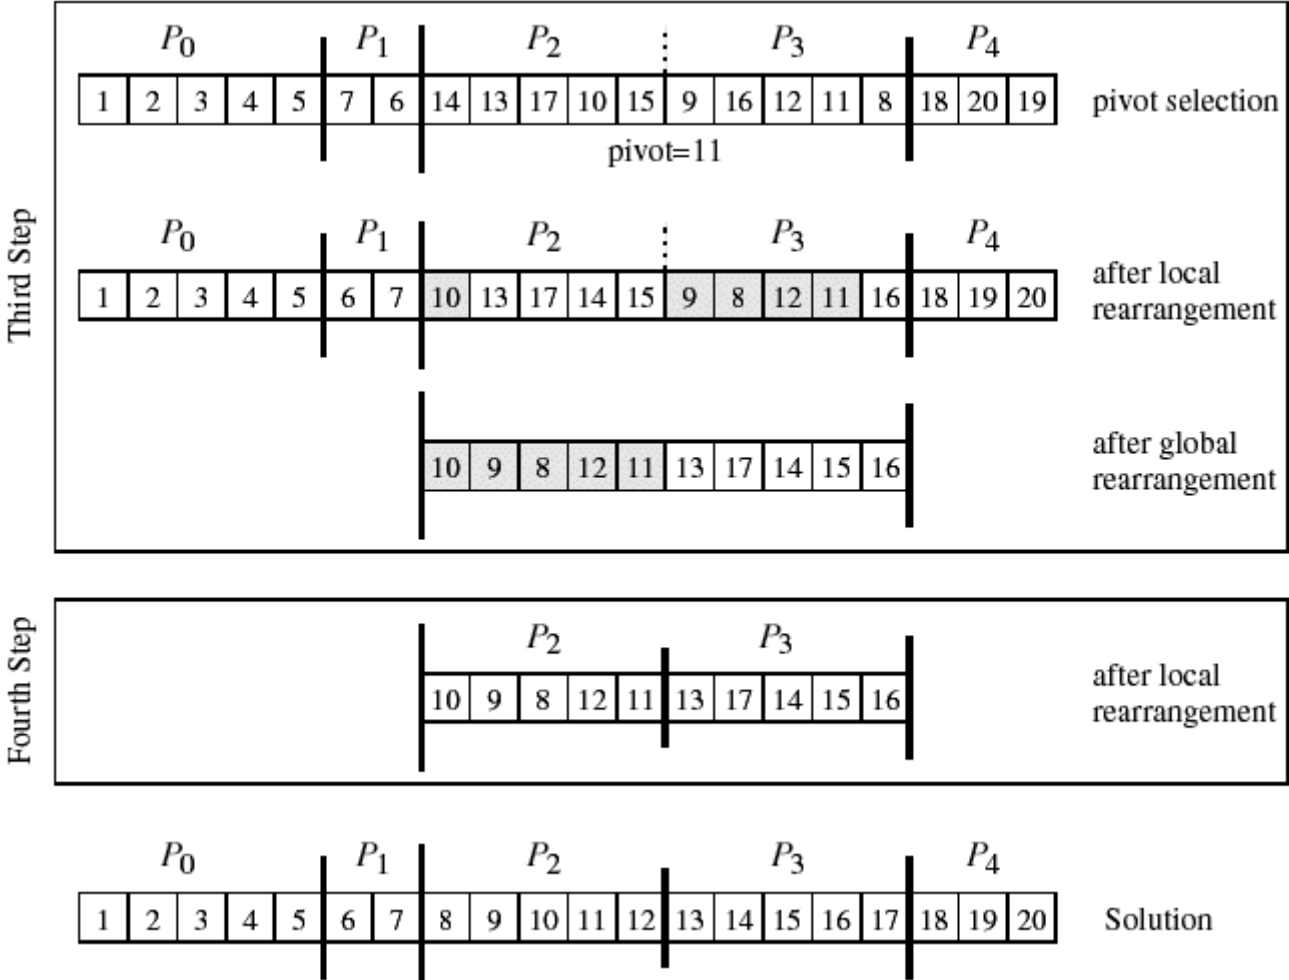 Third Step
P0 P1 P2 P3 P4
1 2 3 4 5 7 6 14 13 17 10 15 9 16 12 11 8 18 20 19 pivot selection
pivot=11
P0 P1 P2 P3 P4
1 2 3 4 5 6 7 10 13 17 14 15 9 8 12 11 16 18 19 20
after local
rearrangement
10 9 8 12 11 13 17 14 15 16
after global
rearrangement
Fourth Step
P2 P3
10 9 8 12 11 13 17 14 15 16
after local
rearrangement
P0 P1 P2 P3 P4
1 2 3 4 5 6 7 8 9 10 11 12 13 14 15 16 17 18 19 20 Solution